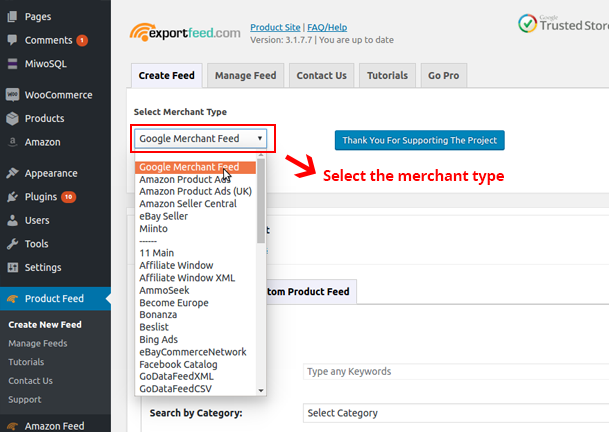 Pages
Comments 1
MiwoSQL
WooCommerce
Products
Amazon
Appearance
Plugins 10
Users
Tools
Settings
Product Feed
Create New Feed
Manage Feeds
Tutorials
Contact Us
Support
Amazon Feed
exportfeed.com
Product Site | FAQ/Help
Version: 3.1.7.7 | You are up to date
Google
Trusted Store
Create Feed
Manage Feed
Contact Us
Tutorials
Go Pro
Select Merchant Type
Google Merchant Feed
Thank You For Supporting The Project
Select the merchant type
Google Merchant Feed
Amazon Product Ads
Amazon Product Ads (UK)
Amazon Seller Central
eBay Seller
Miinto
------
11 Main
Affiliate Window
Affiliate Window XML
AmmoSeek
Become Europe
Bonanza
Beslist
Bing Ads
eBayCommerceNetwork
Facebook Catalog
GoDataFeedXML
GoDataFeedCSV
tom Product Feed
Type any Keywords
Search by Category:
Select Category